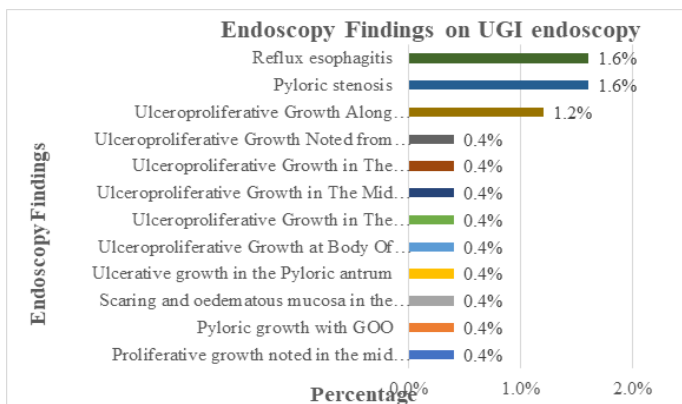 Endoscopy Findings on UGI endoscopy
Reflux esophagitis 1.6%
Pyloric stenosis 1.6%
Ulceroproliferative Growth Along… 1.2%
Ulceroproliferative Growth Noted from… 0.4%
Ulceroproliferative Growth in The… 0.4%
Ulceroproliferative Growth in The Mid… 0.4%
Ulceroproliferative Growth in The… 0.4%
Ulceroproliferative Growth at Body Of… 0.4%
Ulcerative growth in the Pyloric antrum 0.4%
Scaring and oedematous mucosa in the… 0.4%
Pyloric growth with GOO 0.4%
Proliferative growth noted in the mid… 0.4%
Endoscopy Findings
0.0% 1.0% 2.0%
Percentage